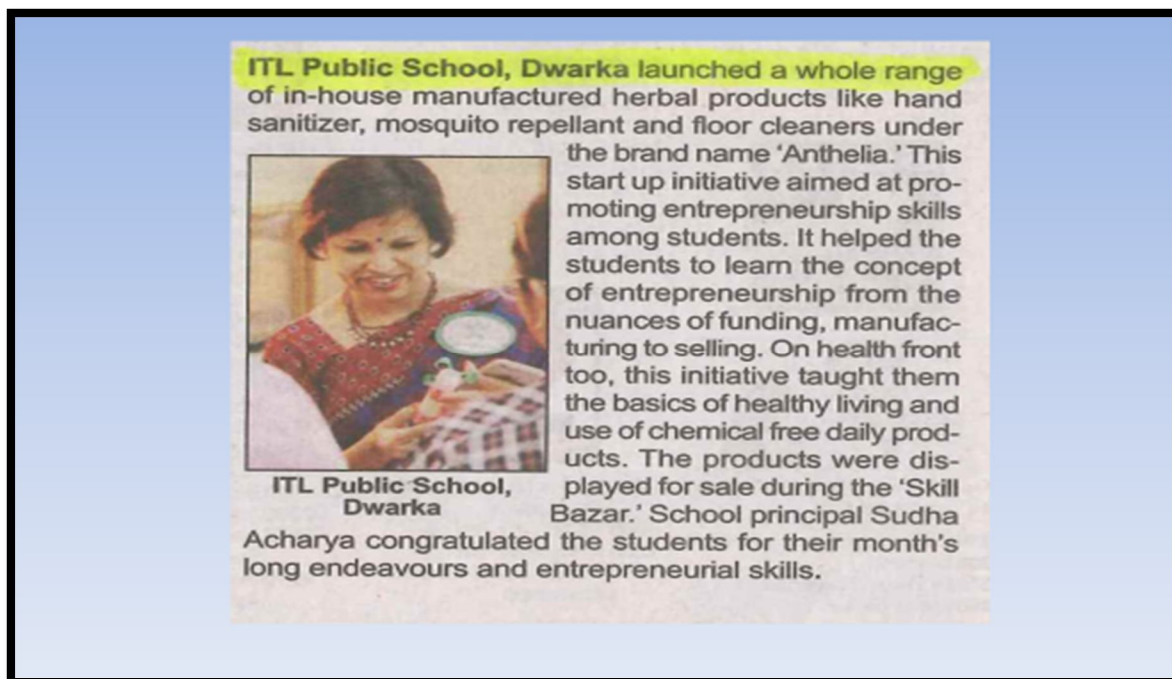 ITL Public School, Dwarka launched a whole range
of in-house manufactured herbal products like hand
sanitizer, mosquito repellant and floor cleaners under
the brand name ‘Anthelia.’ This
start up initiative aimed at pro-
moting entrepreneurship skills
among students. It helped the
students to learn the concept
of entrepreneurship from the
nuances of funding, manufac-
turing to selling. On health front
too, this initiative taught them
the basics of healthy living and
use of chemical free daily prod-
ucts. The products were dis-
played for sale during the ‘Skill
Bazar.’ School principal Sudha
Acharya congratulated the students for their month’s
long endeavours and entrepreneurial skills.
ITL Public School,
Dwarka